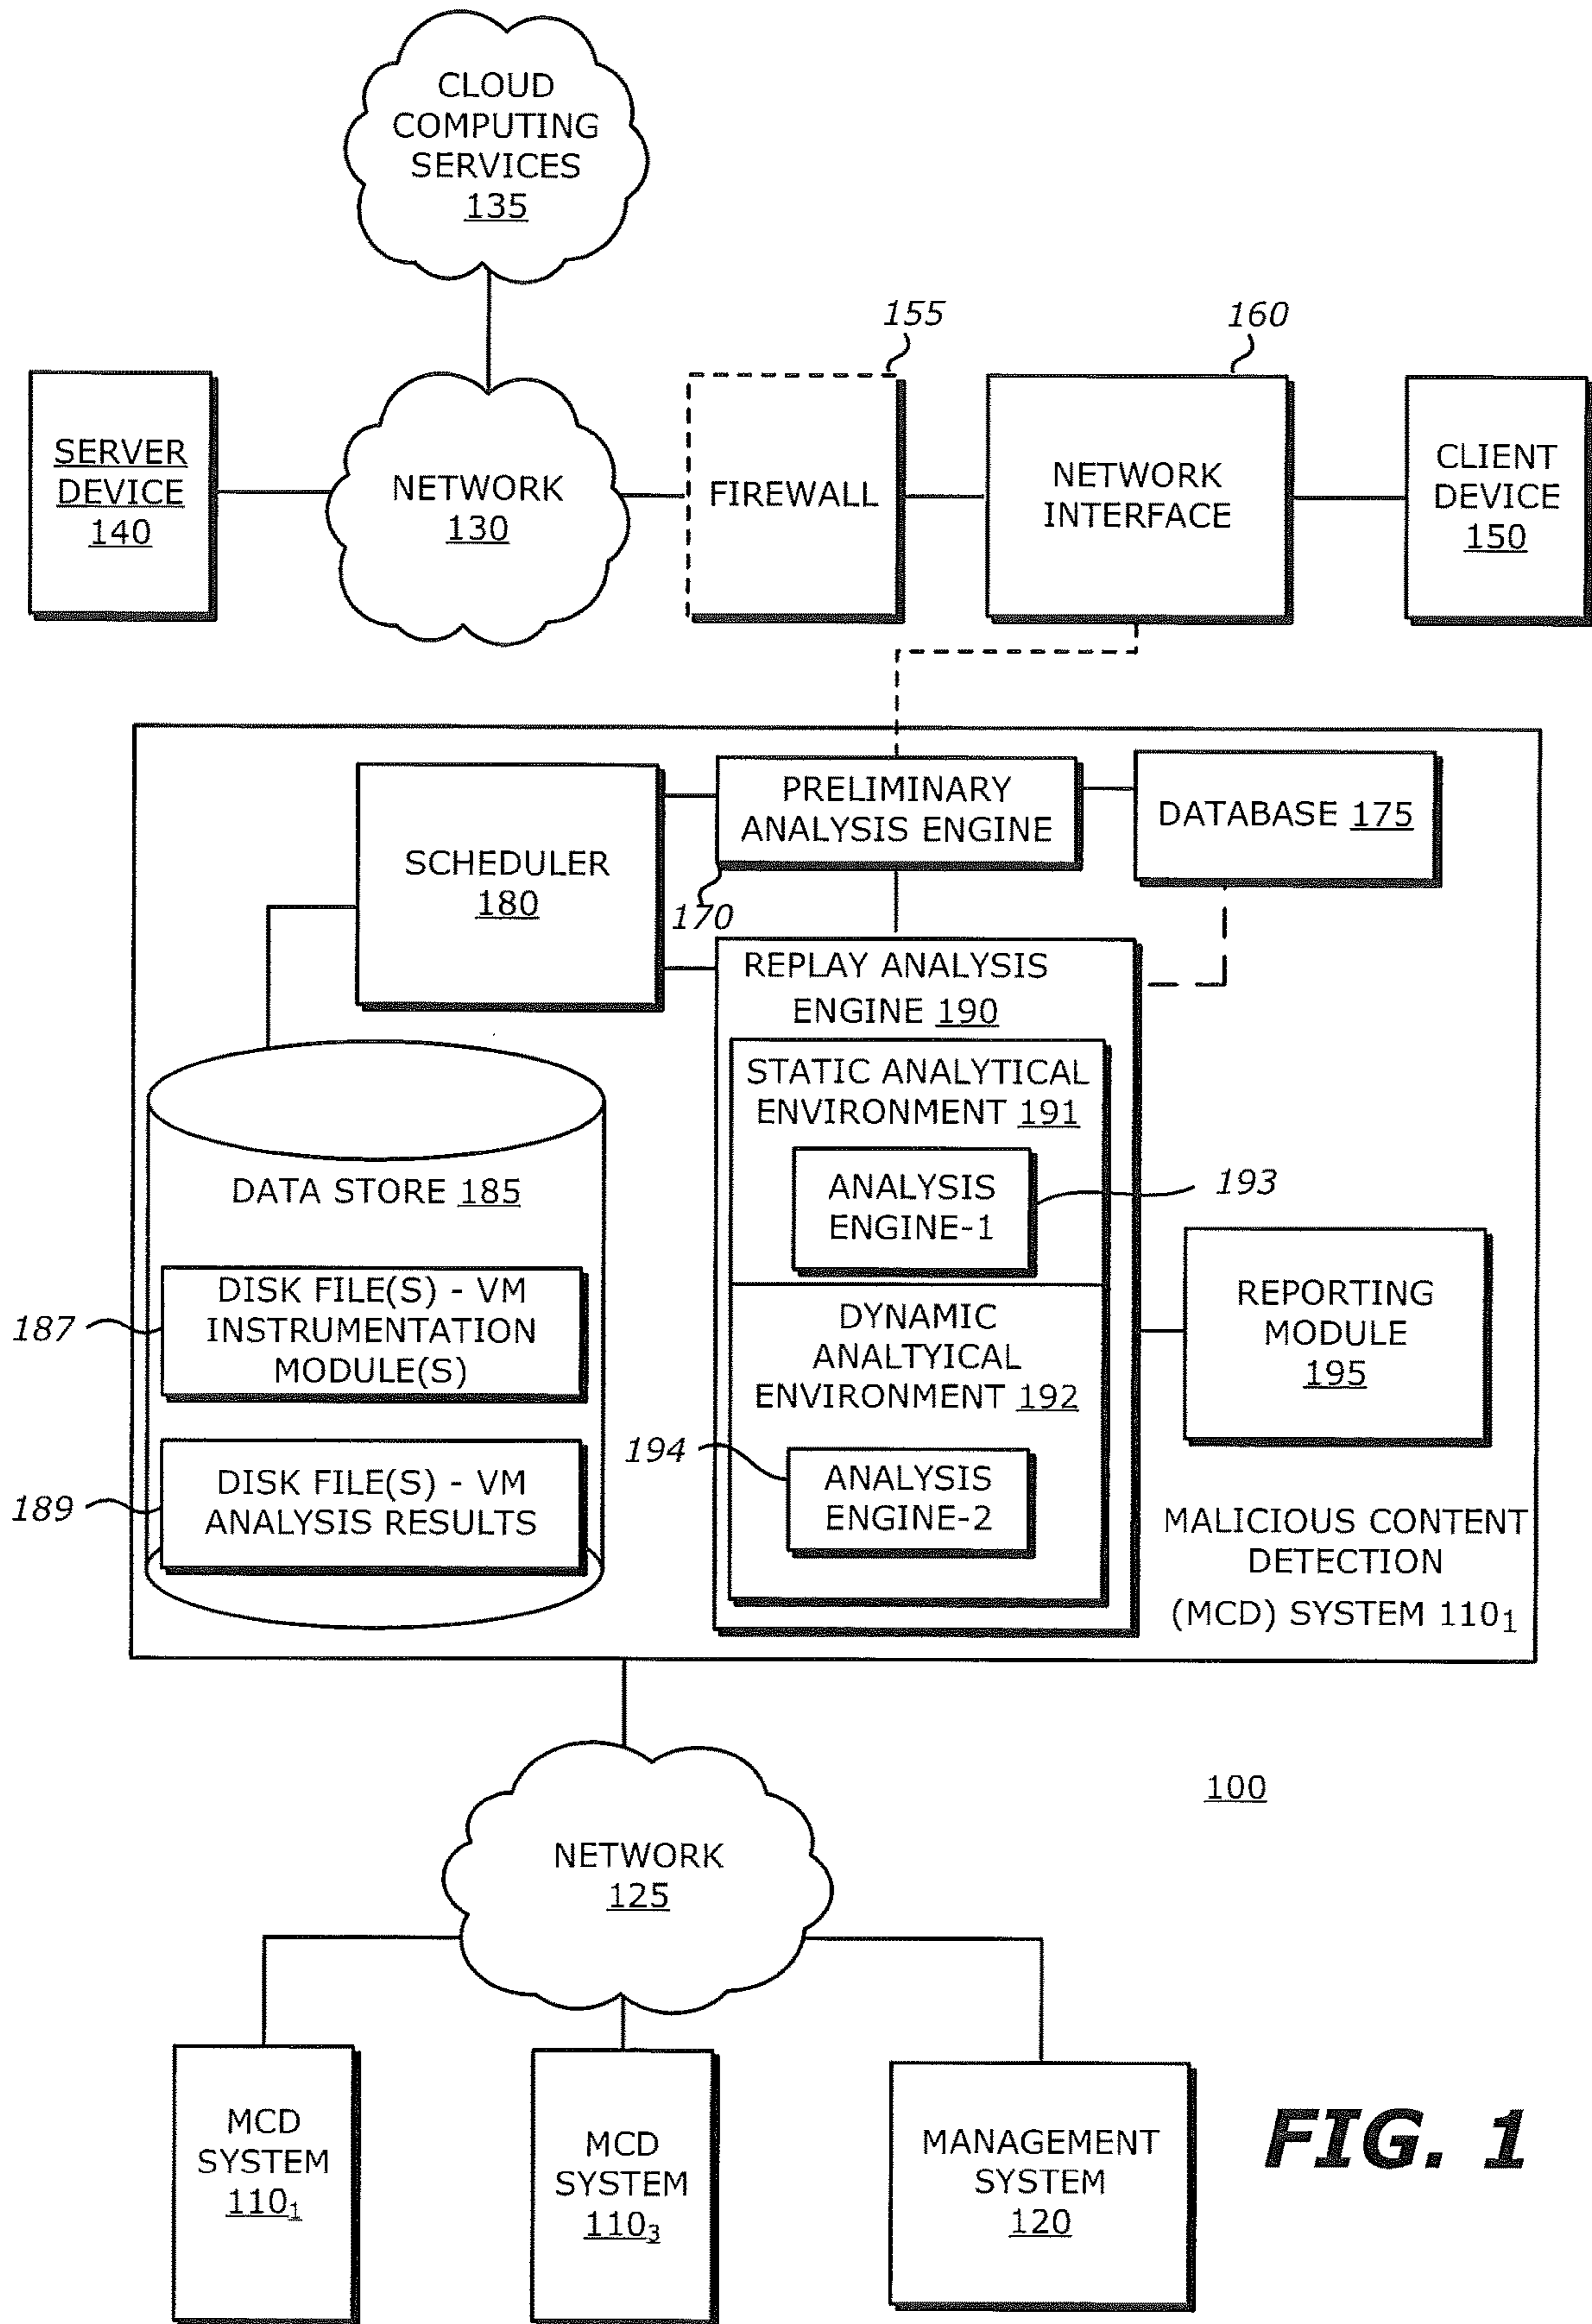 CLOUD
COMPUTING
SERVICES
135
155
160
SERVER
DEVICE
140
NETWORK
130
FIREWALL
NETWORK
INTERFACE
CLIENT
DEVICE
150
PRELIMINARY
ANALYSIS ENGINE
170
DATABASE 175
SCHEDULER
180
REPLAY ANALYSIS
ENGINE 190
STATIC ANALYTICAL
ENVIRONMENT 191
ANALYSIS
ENGINE-1
193
DATA STORE 185
DISK FILE(S) - VM
INSTRUMENTATION
MODULE(S)
187
DYNAMIC
ANALTYICAL
ENVIRONMENT 192
194
ANALYSIS
ENGINE-2
REPORTING
MODULE
195
DISK FILE(S) - VM
ANALYSIS RESULTS
189
MALICIOUS CONTENT
DETECTION
(MCD) SYSTEM 110₁
100
NETWORK
125
MCD
SYSTEM
110₁
MCD
SYSTEM
110₃
MANAGEMENT
SYSTEM
120
FIG. 1